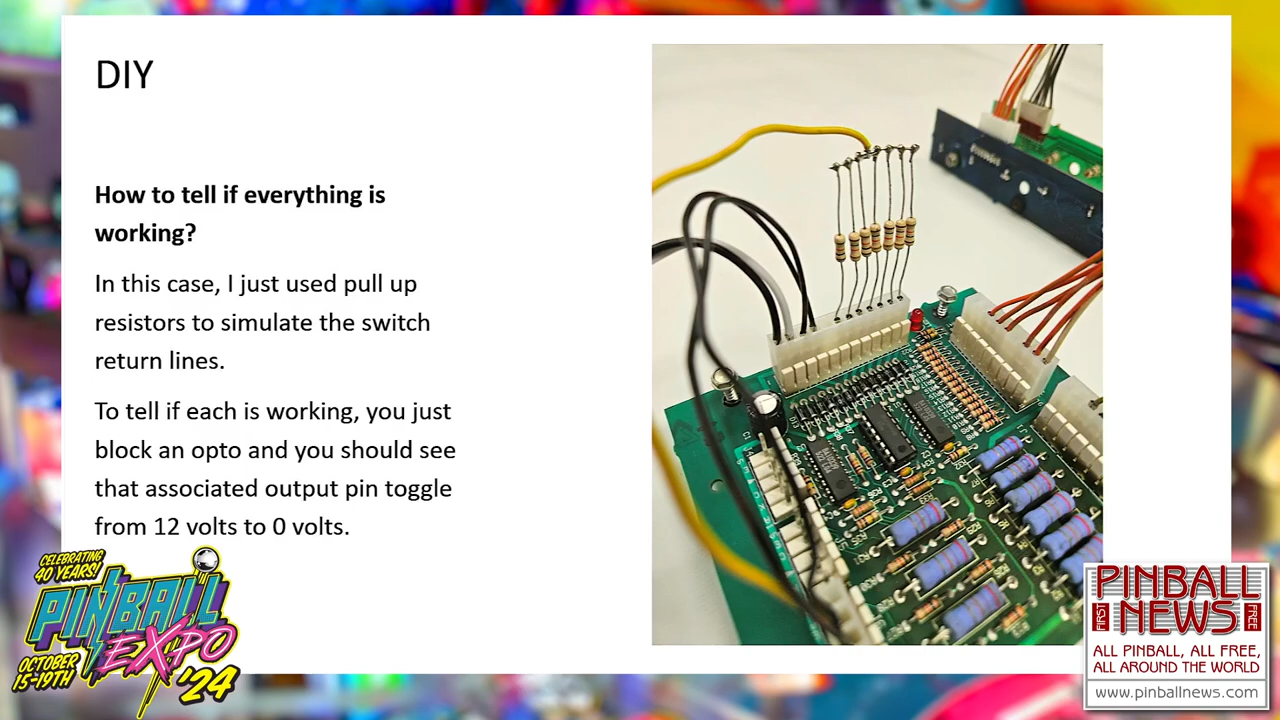 DIY
How to tell if everything is
working?
In this case, I just used pull up
resistors to simulate the switch
return lines.
To tell if each is working, you just
block an opto and you should see
that associated output pin toggle
from 12 volts to 0 volts.
CELEBRATING
40 YEARS!
PINBALL
EXPO
OCTOBER
15-19TH
'24
PINBALL
FIRST NEWS FREE
ALL PINBALL, ALL FREE,
ALL AROUND THE WORLD
www.pinballnews.com